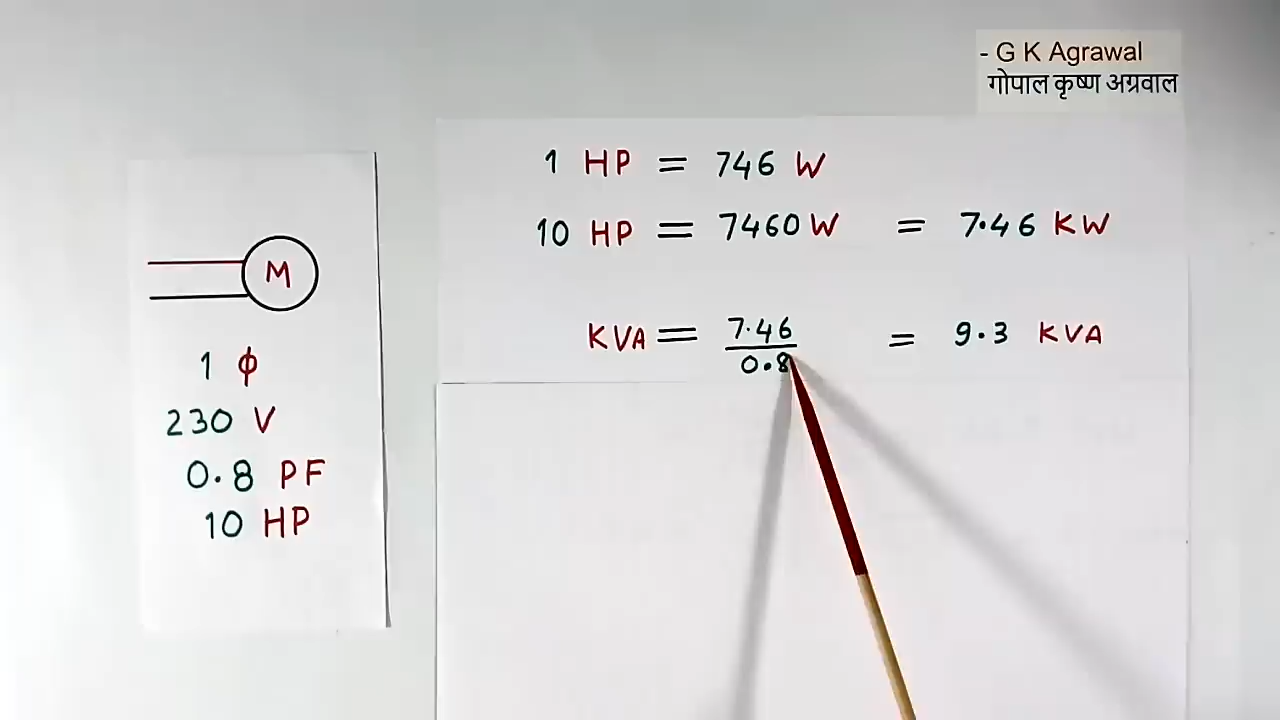 - G K Agrawal
गोपाल कृष्ण अग्रवाल
1 HP = 746 W
10 HP = 7460 W = 7.46 KW
KVA = 7.46 / 0.8 = 9.3 KVA
M
1 ϕ
230 V
0.8 PF
10 HP